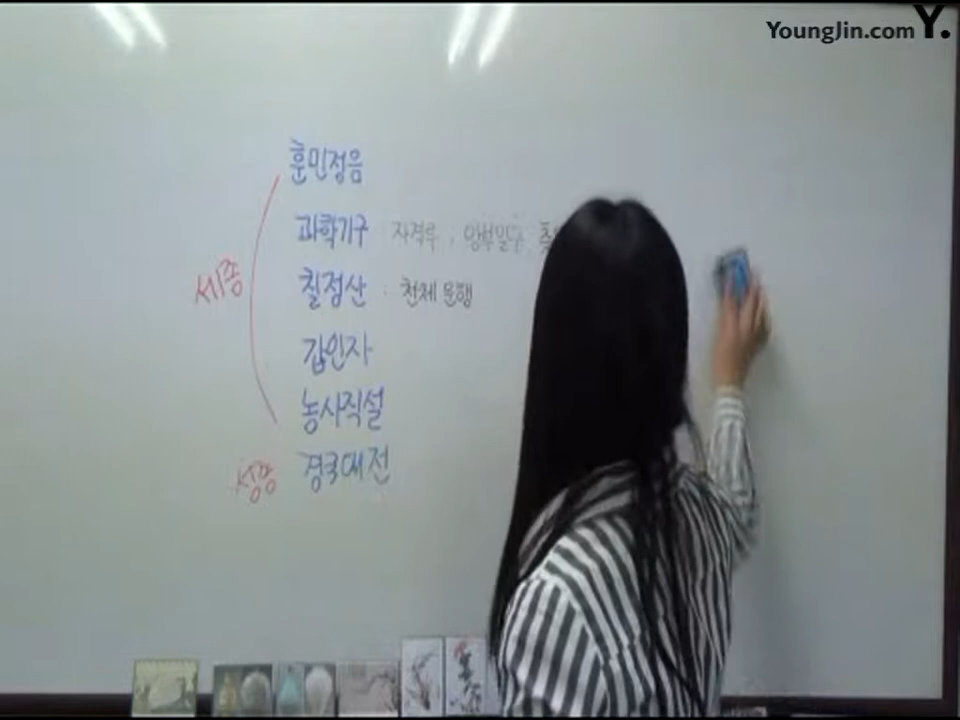 YoungJin.com Y.
훈민정음
과학기구 : 자격루, 앙부일구
세종 칠정산 : 천체 운행
갑인자
농사직설
성종 경국대전